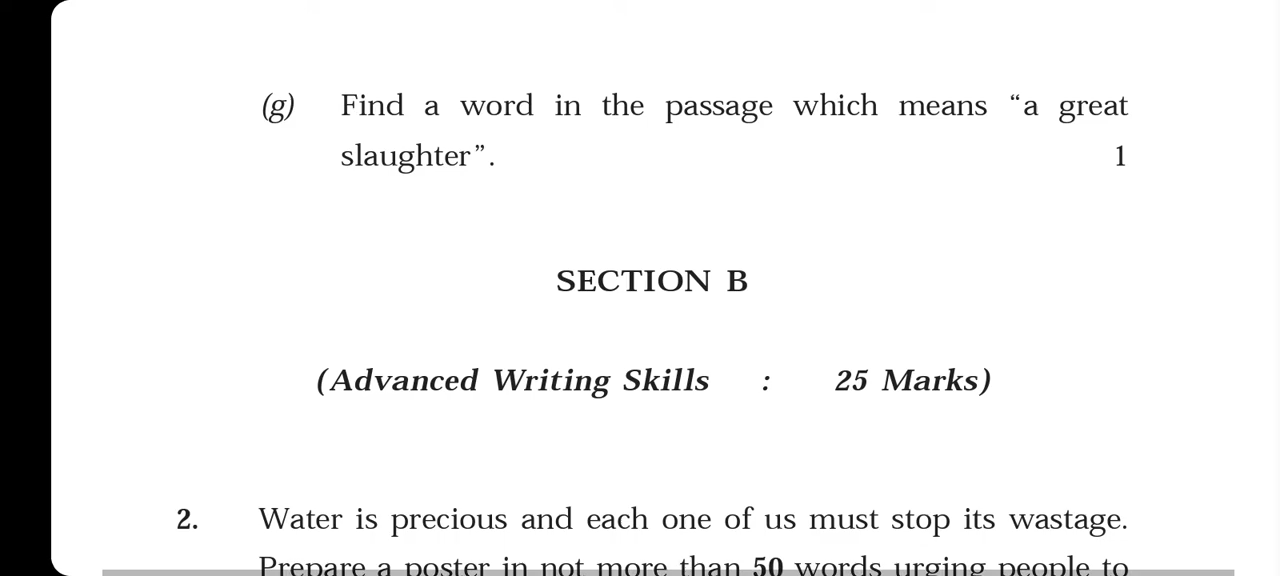 (g) Find a word in the passage which means “a great
slaughter”. 1
SECTION B
(Advanced Writing Skills : 25 Marks)
2. Water is precious and each one of us must stop its wastage.
Prepare a poster in not more than 50 words urging people to